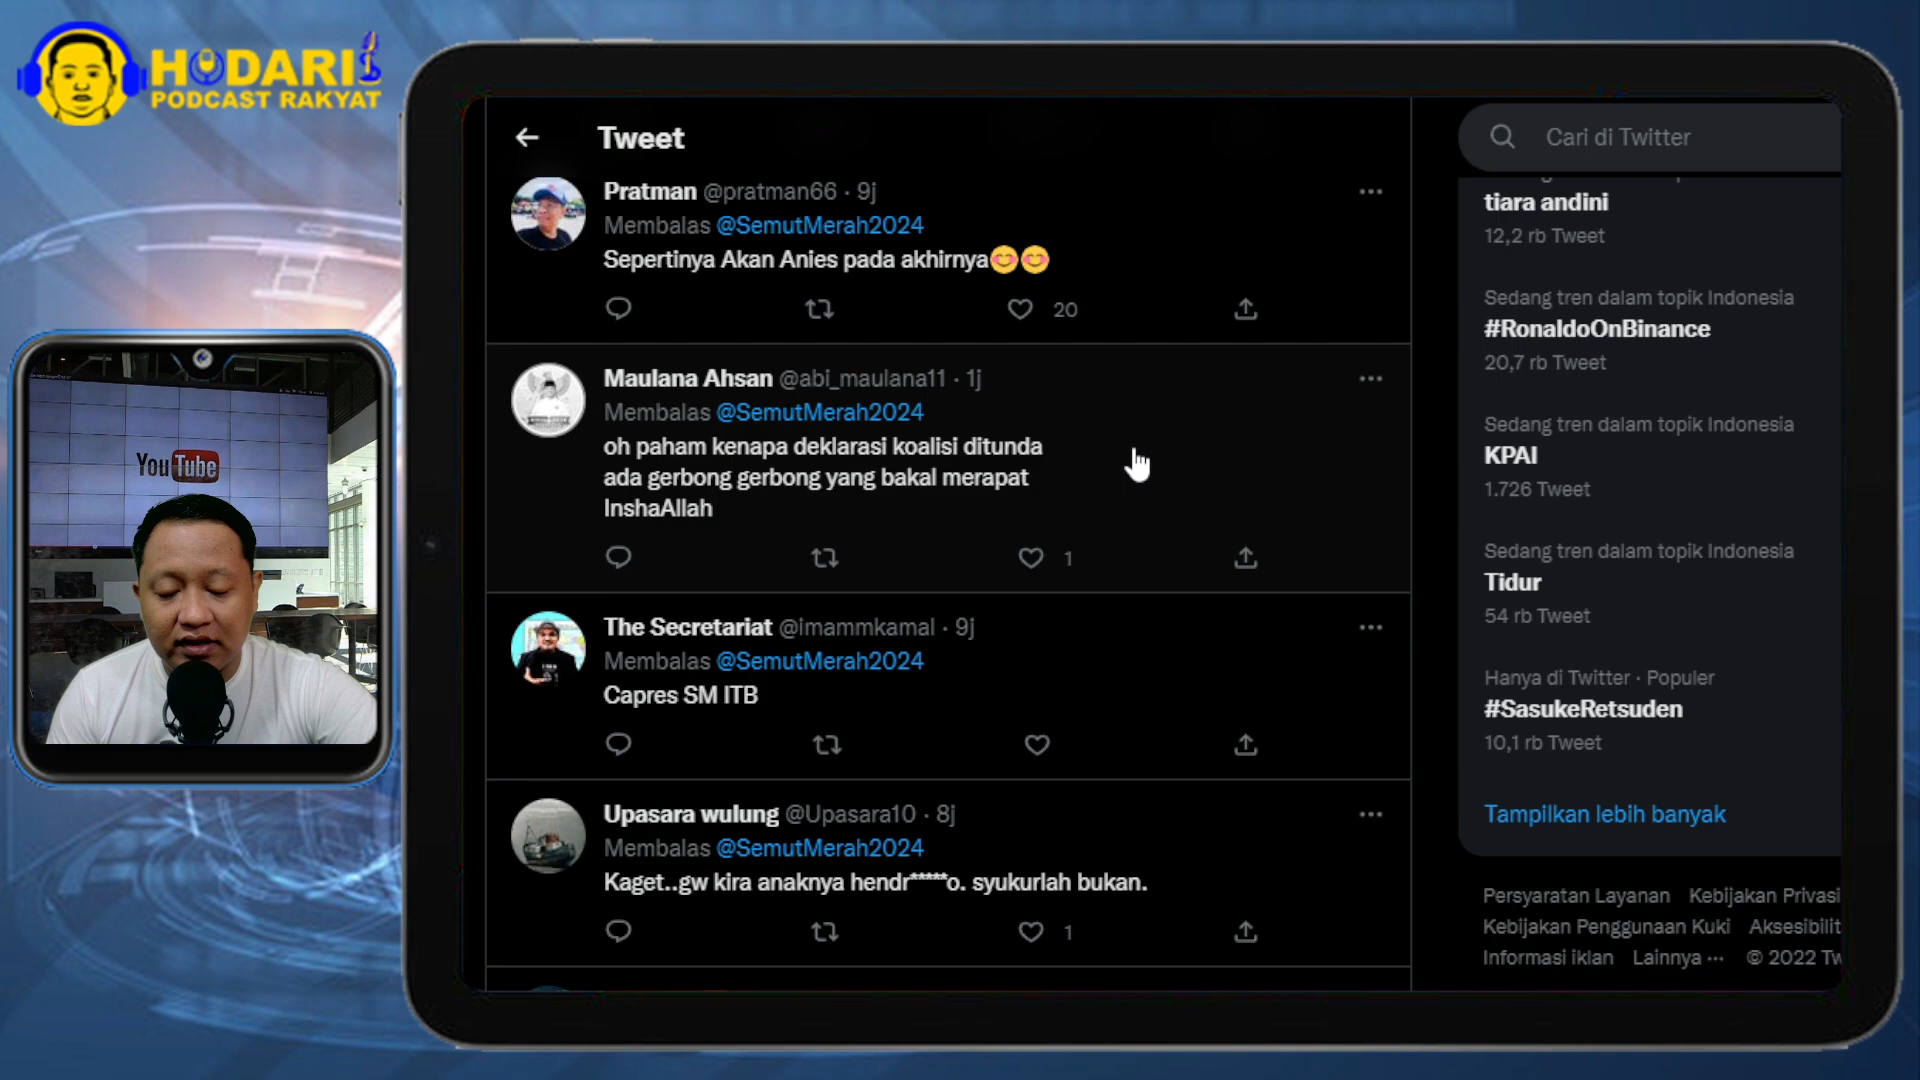 HODARI
PODCAST RAKYAT
YouTube
Tweet
Pratman @pratman66 · 9j
Membalas @SemutMerah2024
Sepertinya Akan Anies pada akhirnya😊😊
20
Maulana Ahsan @abi_maulana11 · 1j
Membalas @SemutMerah2024
oh paham kenapa deklarasi koalisi ditunda
ada gerbong gerbong yang bakal merapat
InshaAllah
1
The Secretariat @imammkamal · 9j
Membalas @SemutMerah2024
Capres SM ITB
Upasara wulung @Upasara10 · 8j
Membalas @SemutMerah2024
Kaget..gw kira anaknya hendr*****o. syukurlah bukan.
1
Cari di Twitter
tiara andini
12,2 rb Tweet
Sedang tren dalam topik Indonesia
#RonaldoOnBinance
20,7 rb Tweet
Sedang tren dalam topik Indonesia
KPAI
1.726 Tweet
Sedang tren dalam topik Indonesia
Tidur
54 rb Tweet
Hanya di Twitter · Populer
#SasukeRetsuden
10,1 rb Tweet
Tampilkan lebih banyak
Persyaratan Layanan Kebijakan Privasi
Kebijakan Penggunaan Kuki Aksesibilit
Informasi iklan Lainnya ··· © 2022 Tw